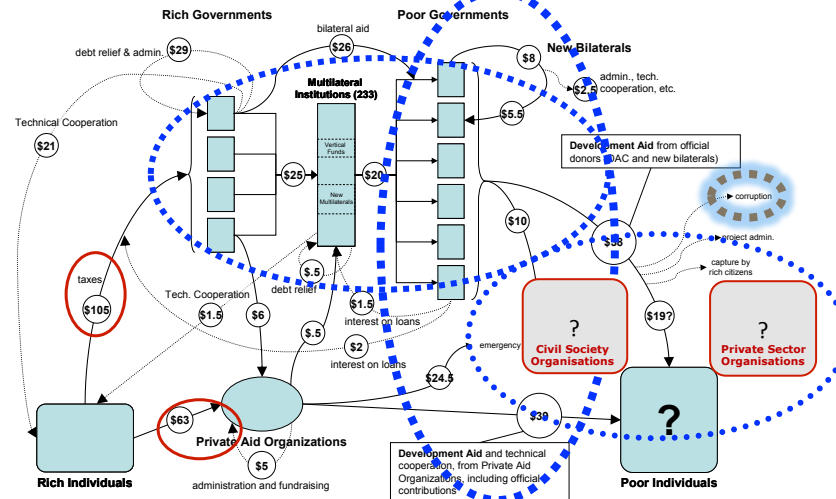 Rich Governments
Poor Governments
bilateral aid
$26
debt relief & admin.
$29
$8
New Bilaterals
Multilateral
Institutions (233)
$2.5
admin., tech.
cooperation, etc.
$5.5
Technical Cooperation
$21
Vertical
Funds
New
Multilaterals
$25
$20
Development Aid from official
donors (DAC and new bilaterals)
corruption
$10
$58
project admin.
capture by
rich citizens
taxes
$105
$.5
debt relief
Tech. Cooperation
$1.5
$6
$.5
$1.5
interest on loans
$2
interest on loans
emergency
?
Civil Society
Organisations
$19?
?
Private Sector
Organisations
$24.5
$63
$39
?
Private Aid Organizations
$5
administration and fundraising
Development Aid and technical
cooperation, from Private Aid
Organizations, including official
contributions
Rich Individuals
Poor Individuals